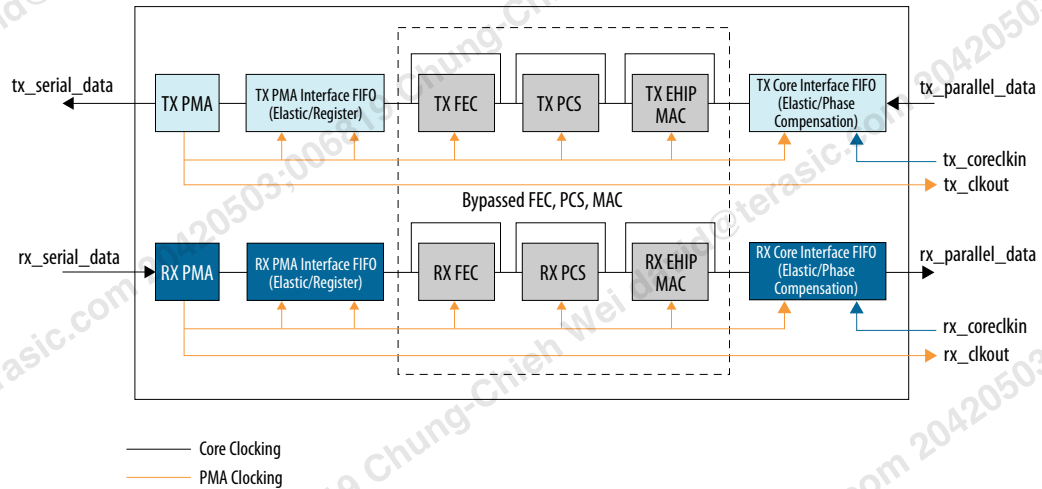 tx_serial_data
TX PMA
TX PMA Interface FIFO
(Elastic/Register)
TX FEC
TX PCS
TX EHIP
MAC
TX Core Interface FIFO
(Elastic/Phase
Compensation)
tx_parallel_data
tx_coreclkin
tx_clkout
Bypassed FEC, PCS, MAC
rx_serial_data
RX PMA
RX PMA Interface FIFO
(Elastic/Register)
RX FEC
RX PCS
RX EHIP
MAC
RX Core Interface FIFO
(Elastic/Phase
Compensation)
rx_parallel_data
rx_coreclkin
rx_clkout
Core Clocking
PMA Clocking